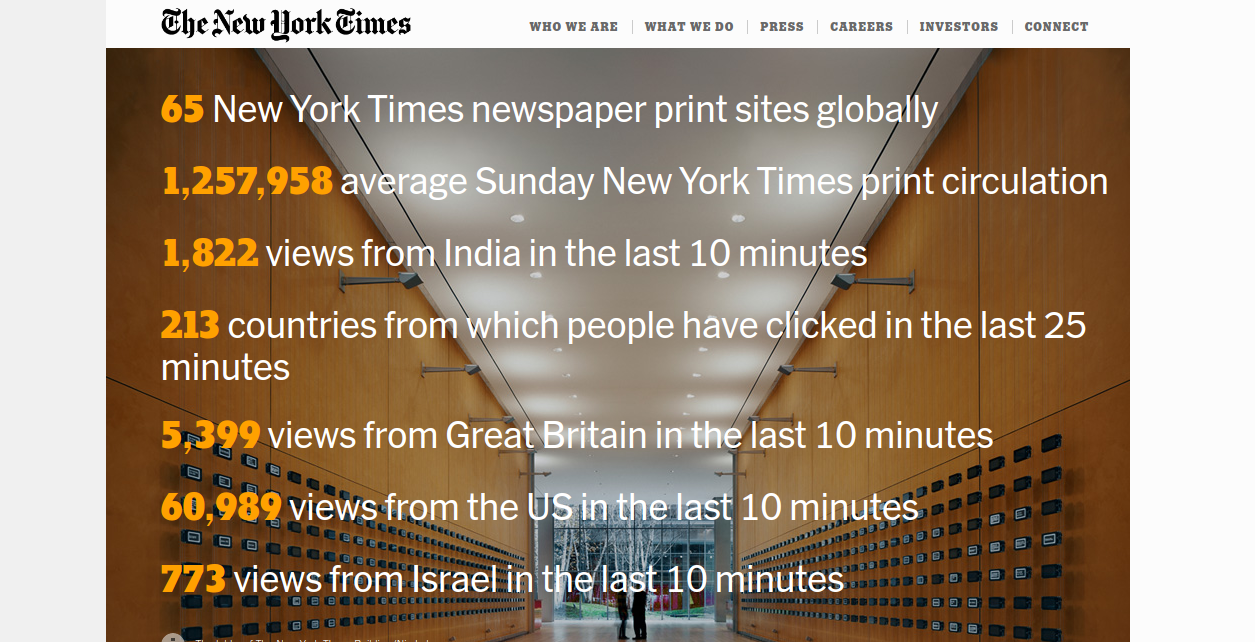 The New York Times
WHO WE ARE
WHAT WE DO
PRESS
CAREERS
INVESTORS
CONNECT
65 New York Times newspaper print sites globally
1,257,958 average Sunday New York Times print circulation
1,822 views from India in the last 10 minutes
213 countries from which people have clicked in the last 25
minutes
5,399 views from Great Britain in the last 10 minutes
60,989 views from the US in the last 10 minutes
773 views from Israel in the last 10 minutes